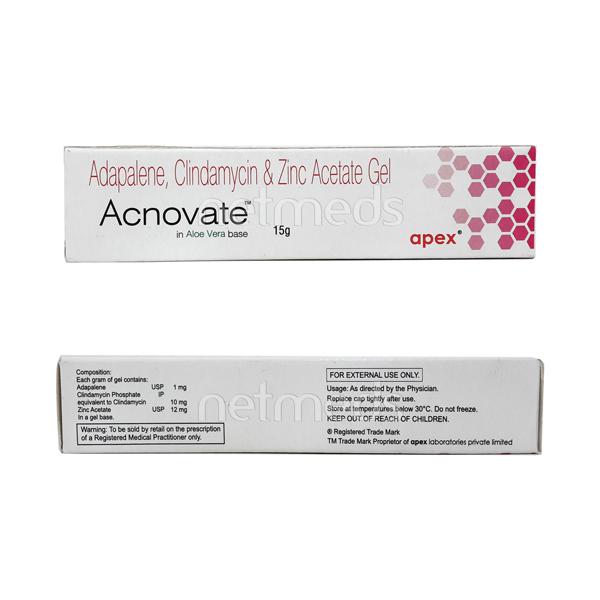 Adapalene, Clindamycin & Zinc Acetate Gel
Acnovate™
in Aloe Vera base
15g
apex®
netmeds
Composition:
Each gram of gel contains:
Adapalene USP 1 mg
Clindamycin Phosphate IP
equivalent to Clindamycin 10 mg
Zinc Acetate USP 12 mg
In a gel base.
Warning: To be sold by retail on the prescription
of a Registered Medical Practitioner only.
FOR EXTERNAL USE ONLY.
Usage: As directed by the Physician.
Replace cap tightly after use.
Store at temperatures below 30°C. Do not freeze.
KEEP OUT OF REACH OF CHILDREN.
® Registered Trade Mark
TM Trade Mark Proprietor of apex laboratories private limited
netmeds